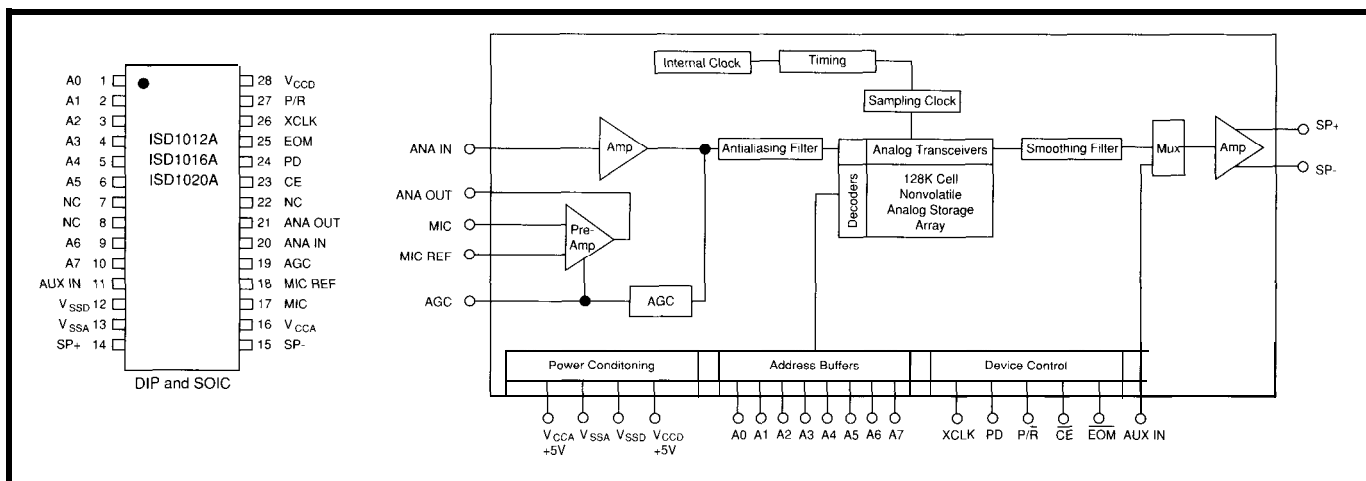 A0 1
A1 2
A2 3
A3 4
A4 5
A5 6
NC 7
NC 8
A6 9
A7 10
AUX IN 11
VSSD 12
VSSA 13
SP+ 14
ISD1012A
ISD1016A
ISD1020A
28 VCCD
27 P/R
26 XCLK
25 EOM
24 PD
23 CE
22 NC
21 ANA OUT
20 ANA IN
19 AGC
18 MIC REF
17 MIC
16 VCCA
15 SP-
DIP and SOIC
Internal Clock
Timing
Sampling Clock
ANA IN
Amp
Antialiasing Filter
Decoders
Analog Transceivers
128K Cell
Nonvolatile
Analog Storage
Array
Smoothing Filter
Mux
Amp
SP+
SP-
ANA OUT
MIC
MIC REF
Pre-
Amp
AGC
AGC
Power Conditoning
Address Buffers
Device Control
VCCA
+5V
VSSA
VSSD
VCCD
+5V
A0 A1 A2 A3 A4 A5 A6 A7
XCLK PD P/R̅ C̅E̅ E̅O̅M̅ AUX IN